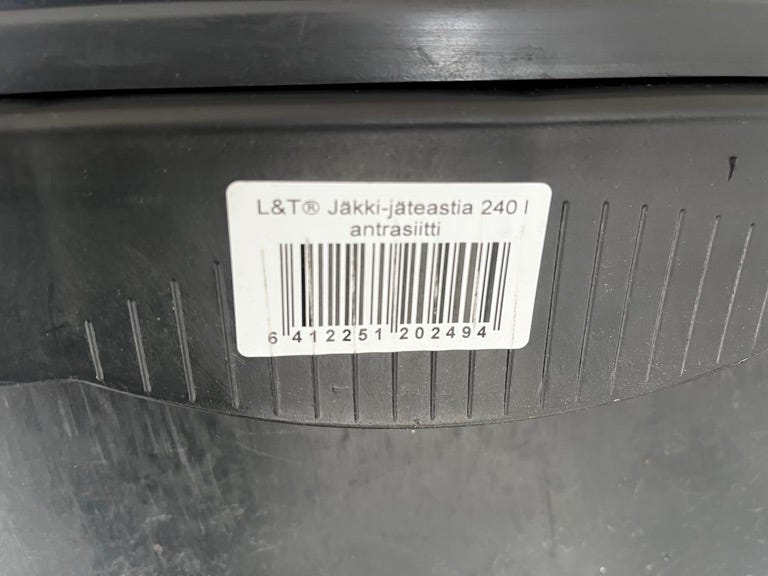 L&T® Jäkki-jäteastia 240 l
antrasiitti
6 412251 202494